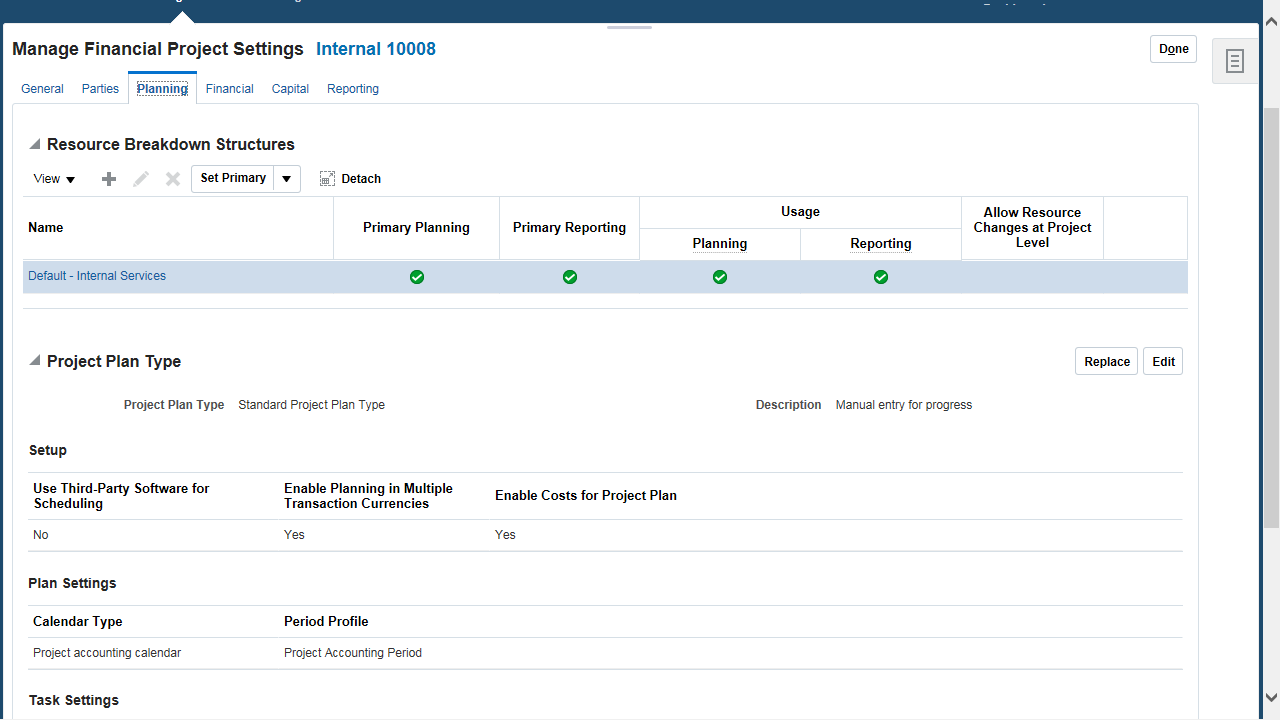 Manage Financial Project Settings Internal 10008
Done
General Parties Planning Financial Capital Reporting
Resource Breakdown Structures
View Set Primary Detach
Name Primary Planning Primary Reporting Usage Planning Reporting Allow Resource Changes at Project Level
Default - Internal Services
Project Plan Type
Replace Edit
Project Plan Type Standard Project Plan Type Description Manual entry for progress
Setup
Use Third-Party Software for Scheduling Enable Planning in Multiple Transaction Currencies Enable Costs for Project Plan
No Yes Yes
Plan Settings
Calendar Type Period Profile
Project accounting calendar Project Accounting Period
Task Settings